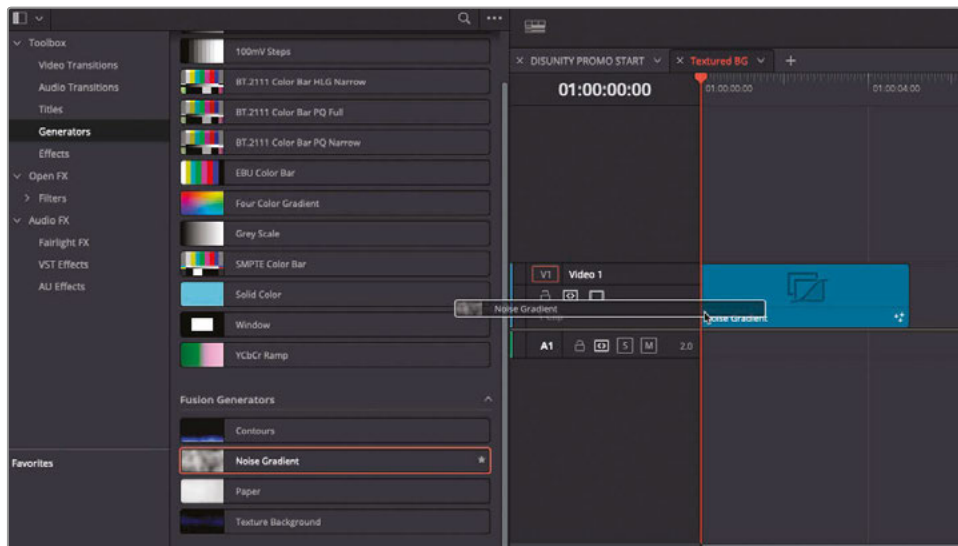 Toolbox
Video Transitions
Audio Transitions
Titles
Generators
Effects
Open FX
Filters
Audio FX
Fairlight FX
VST Effects
AU Effects
Favorites
100mV Steps
BT.2111 Color Bar HLG Narrow
BT.2111 Color Bar PQ Full
BT.2111 Color Bar PQ Narrow
EBU Color Bar
Four Color Gradient
Grey Scale
SMPTE Color Bar
Solid Color
Window
YCbCr Ramp
Fusion Generators
Contours
Noise Gradient
Paper
Texture Background
DISUNITY PROMO START
Textured BG
01:00:00:00
01:00:00:00
01:00:04:00
V1 Video 1
Noise Gradient
Noise Gradient
A1 S M 2.0